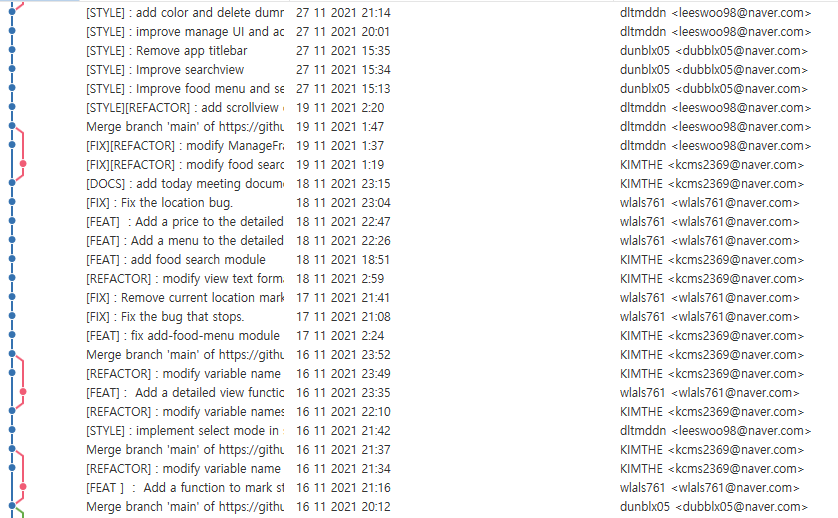 [STYLE] : add color and delete dumm 27 11 2021 21:14 dltmddn <leeswoo98@naver.com>
[STYLE] : improve manage UI and ac 27 11 2021 20:01 dltmddn <leeswoo98@naver.com>
[STYLE] : Remove app titlebar 27 11 2021 15:35 dunblx05 <dubblx05@naver.com>
[STYLE] : Improve searchview 27 11 2021 15:34 dunblx05 <dubblx05@naver.com>
[STYLE] : Improve food menu and se 27 11 2021 15:13 dunblx05 <dubblx05@naver.com>
[STYLE][REFACTOR] : add scrollview 19 11 2021 2:20 dltmddn <leeswoo98@naver.com>
Merge branch 'main' of https://githu 19 11 2021 1:47 dltmddn <leeswoo98@naver.com>
[FIX][REFACTOR] : modify ManageFra 19 11 2021 1:37 dltmddn <leeswoo98@naver.com>
[FIX][REFACTOR] : modify food searc 19 11 2021 1:19 KIMTHE <kcms2369@naver.com>
[DOCS] : add today meeting docum 18 11 2021 23:15 dltmddn <leeswoo98@naver.com>
[FIX] : Fix the location bug. 18 11 2021 23:04 wlals761 <wlals761@naver.com>
[FEAT] : Add a price to the detailed 18 11 2021 22:47 wlals761 <wlals761@naver.com>
[FEAT] : Add a menu to the detailed 18 11 2021 22:26 wlals761 <wlals761@naver.com>
[FEAT] : add food search module 18 11 2021 18:51 KIMTHE <kcms2369@naver.com>
[REFACTOR] : modify view text forma 18 11 2021 2:59 KIMTHE <kcms2369@naver.com>
[FIX] : Remove current location mark 17 11 2021 21:41 wlals761 <wlals761@naver.com>
[FIX] : Fix the bug that stops. 17 11 2021 21:08 wlals761 <wlals761@naver.com>
[FEAT] : fix add-food-menu module 17 11 2021 2:24 KIMTHE <kcms2369@naver.com>
Merge branch 'main' of https://githu 16 11 2021 23:52 KIMTHE <kcms2369@naver.com>
[REFACTOR] : modify variable name 16 11 2021 23:49 KIMTHE <kcms2369@naver.com>
[FEAT] : Add a detailed view functio 16 11 2021 23:35 wlals761 <wlals761@naver.com>
[REFACTOR] : modify variable names 16 11 2021 22:10 KIMTHE <kcms2369@naver.com>
[STYLE] : implement select mode in 16 11 2021 21:42 dltmddn <leeswoo98@naver.com>
Merge branch 'main' of https://githu 16 11 2021 21:37 KIMTHE <kcms2369@naver.com>
[REFACTOR] : modify variable name 16 11 2021 21:34 KIMTHE <kcms2369@naver.com>
[FEAT ] : Add a function to mark st 16 11 2021 21:16 wlals761 <wlals761@naver.com>
Merge branch 'main' of https://githu 16 11 2021 20:12 dunblx05 <dubblx05@naver.com>